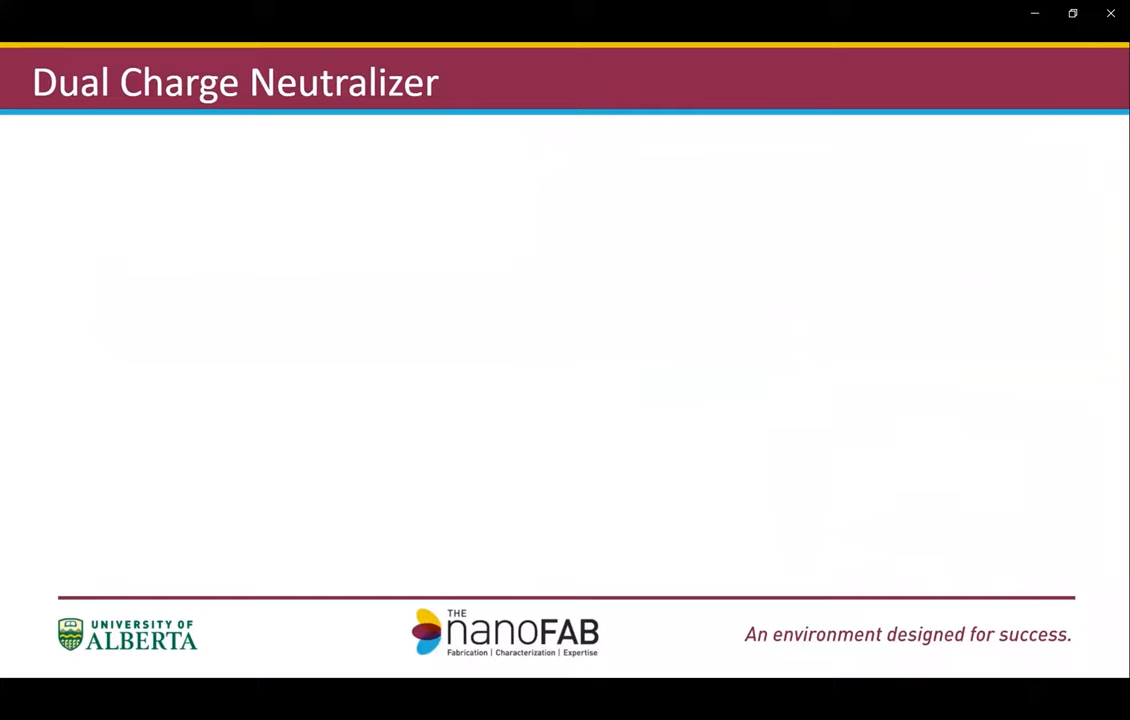 Dual Charge Neutralizer
UNIVERSITY OF
ALBERTA
THE
nanoFAB
Fabrication | Characterization | Expertise
An environment designed for success.